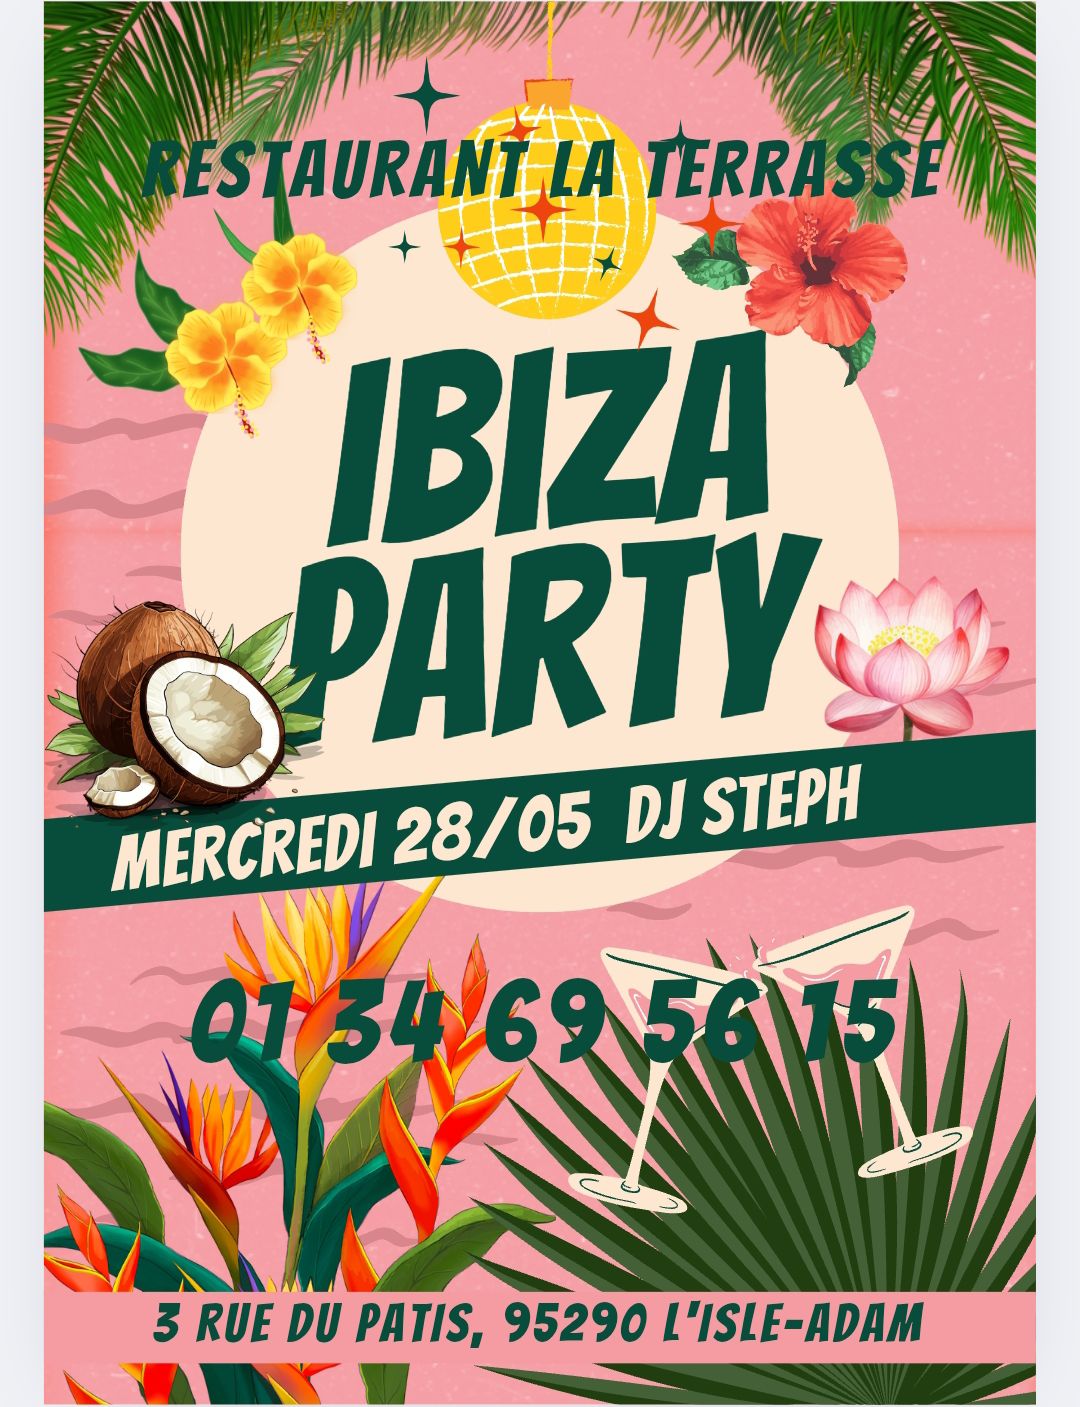 RESTAURANT LA TERRASSE
IBIZA
PARTY
MERCREDI 28/05 DJ STEPH
01 34 69 56 15
3 RUE DU PATIS, 95290 L'ISLE-ADAM